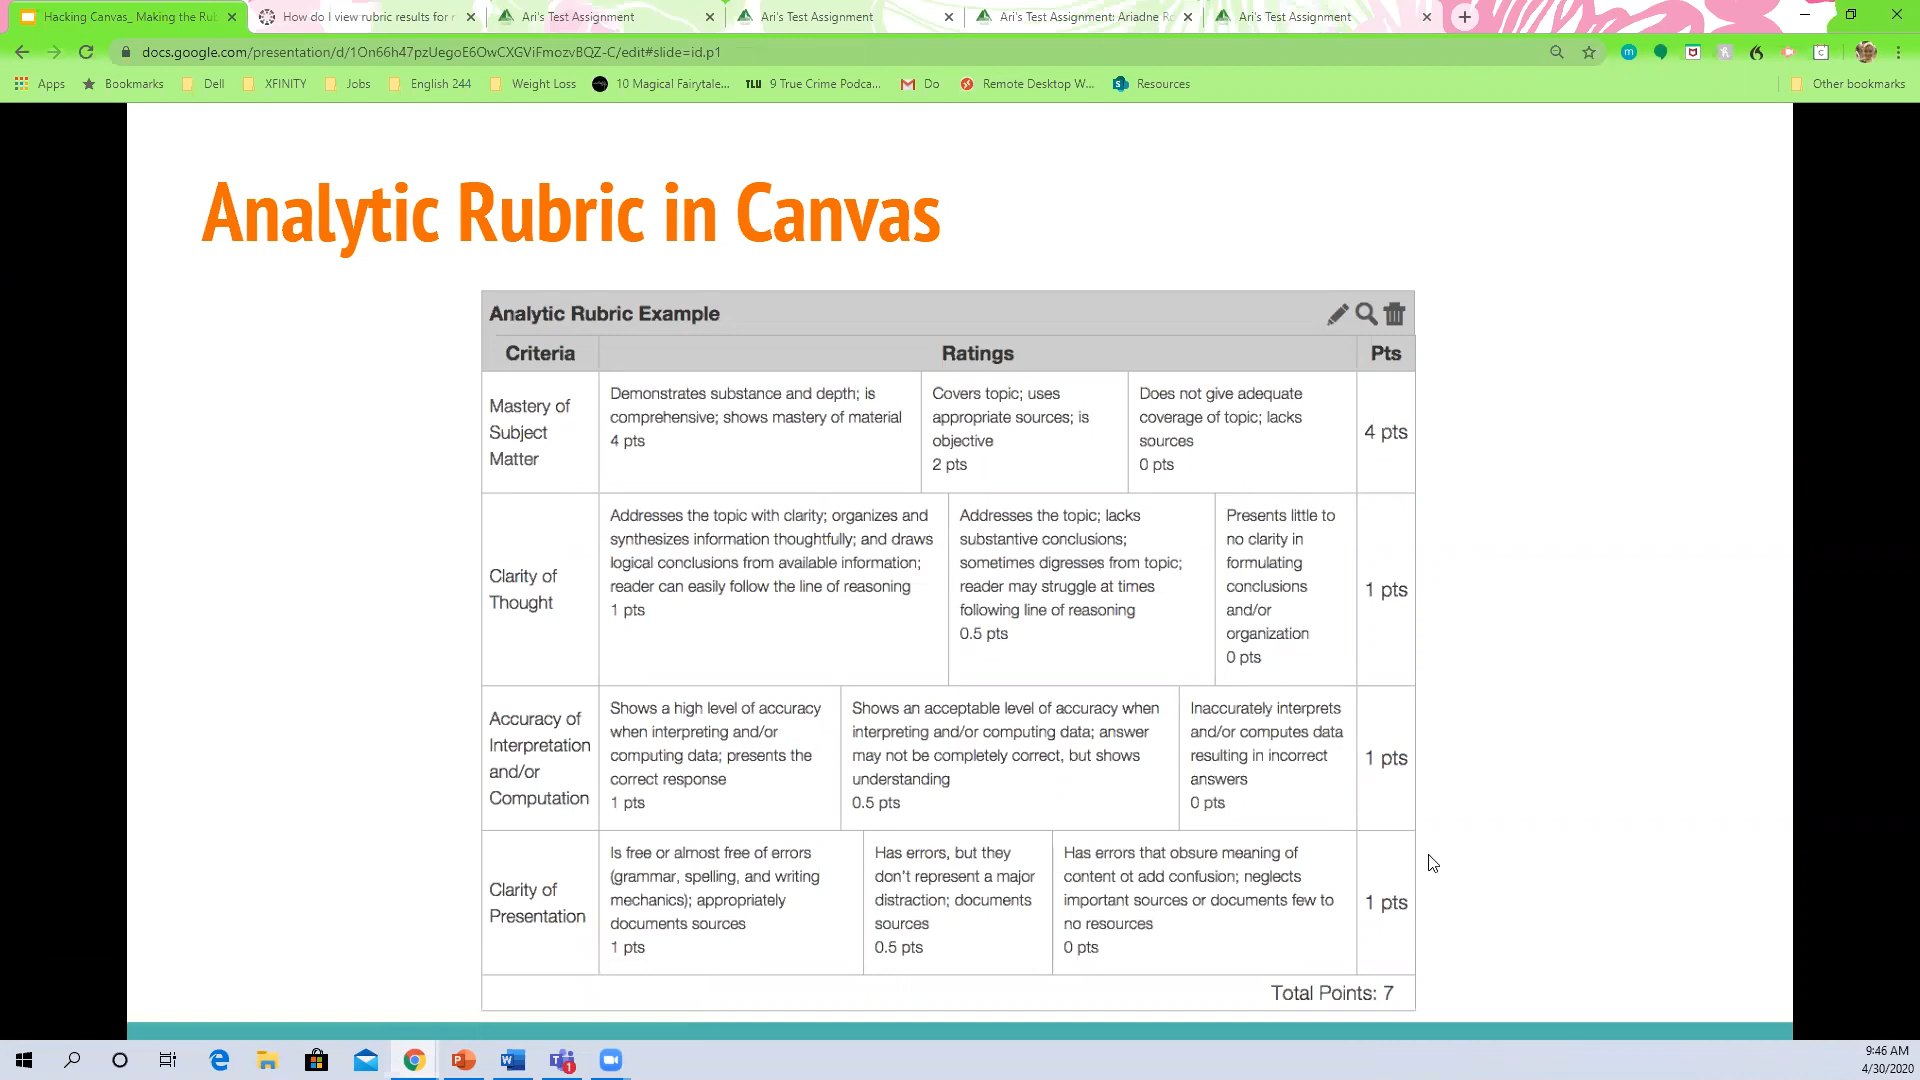 Hacking Canvas_ Making the Rub
How do I view rubric results for r
Ari's Test Assignment
Ari's Test Assignment
Ari's Test Assignment: Ariadne Ro
Ari's Test Assignment
docs.google.com/presentation/d/1On66h47pzUegoE6OwCXGViFmozvBQZ-C/edit#slide=id.p1
Apps
Bookmarks
Dell
XFINITY
Jobs
English 244
Weight Loss
10 Magical Fairytale...
TLU
9 True Crime Podca...
Do
Remote Desktop W...
Resources
Other bookmarks
Analytic Rubric in Canvas
Analytic Rubric Example
Criteria
Ratings
Pts
Mastery of
Subject
Matter
Demonstrates substance and depth; is
comprehensive; shows mastery of material
4 pts
Covers topic; uses
appropriate sources; is
objective
2 pts
Does not give adequate
coverage of topic; lacks
sources
0 pts
4 pts
Clarity of
Thought
Addresses the topic with clarity; organizes and
synthesizes information thoughtfully; and draws
logical conclusions from available information;
reader can easily follow the line of reasoning
1 pts
Addresses the topic; lacks
substantive conclusions;
sometimes digresses from topic;
reader may struggle at times
following line of reasoning
0.5 pts
Presents little to
no clarity in
formulating
conclusions
and/or
organization
0 pts
1 pts
Accuracy of
Interpretation
and/or
Computation
Shows a high level of accuracy
when interpreting and/or
computing data; presents the
correct response
1 pts
Shows an acceptable level of accuracy when
interpreting and/or computing data; answer
may not be completely correct, but shows
understanding
0.5 pts
Inaccurately interprets
and/or computes data
resulting in incorrect
answers
0 pts
1 pts
Clarity of
Presentation
Is free or almost free of errors
(grammar, spelling, and writing
mechanics); appropriately
documents sources
1 pts
Has errors, but they
don't represent a major
distraction; documents
sources
0.5 pts
Has errors that obsure meaning of
content ot add confusion; neglects
important sources or documents few to
no resources
0 pts
1 pts
Total Points: 7
9:46 AM
4/30/2020